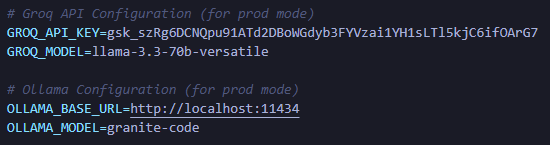 # Groq API Configuration (for prod mode)
GROQ_API_KEY=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
GROQ_MODEL=llama-3.3-70b-versatile
# Ollama Configuration (for prod mode)
OLLAMA_BASE_URL=http://localhost:11434
OLLAMA_MODEL=granite-code